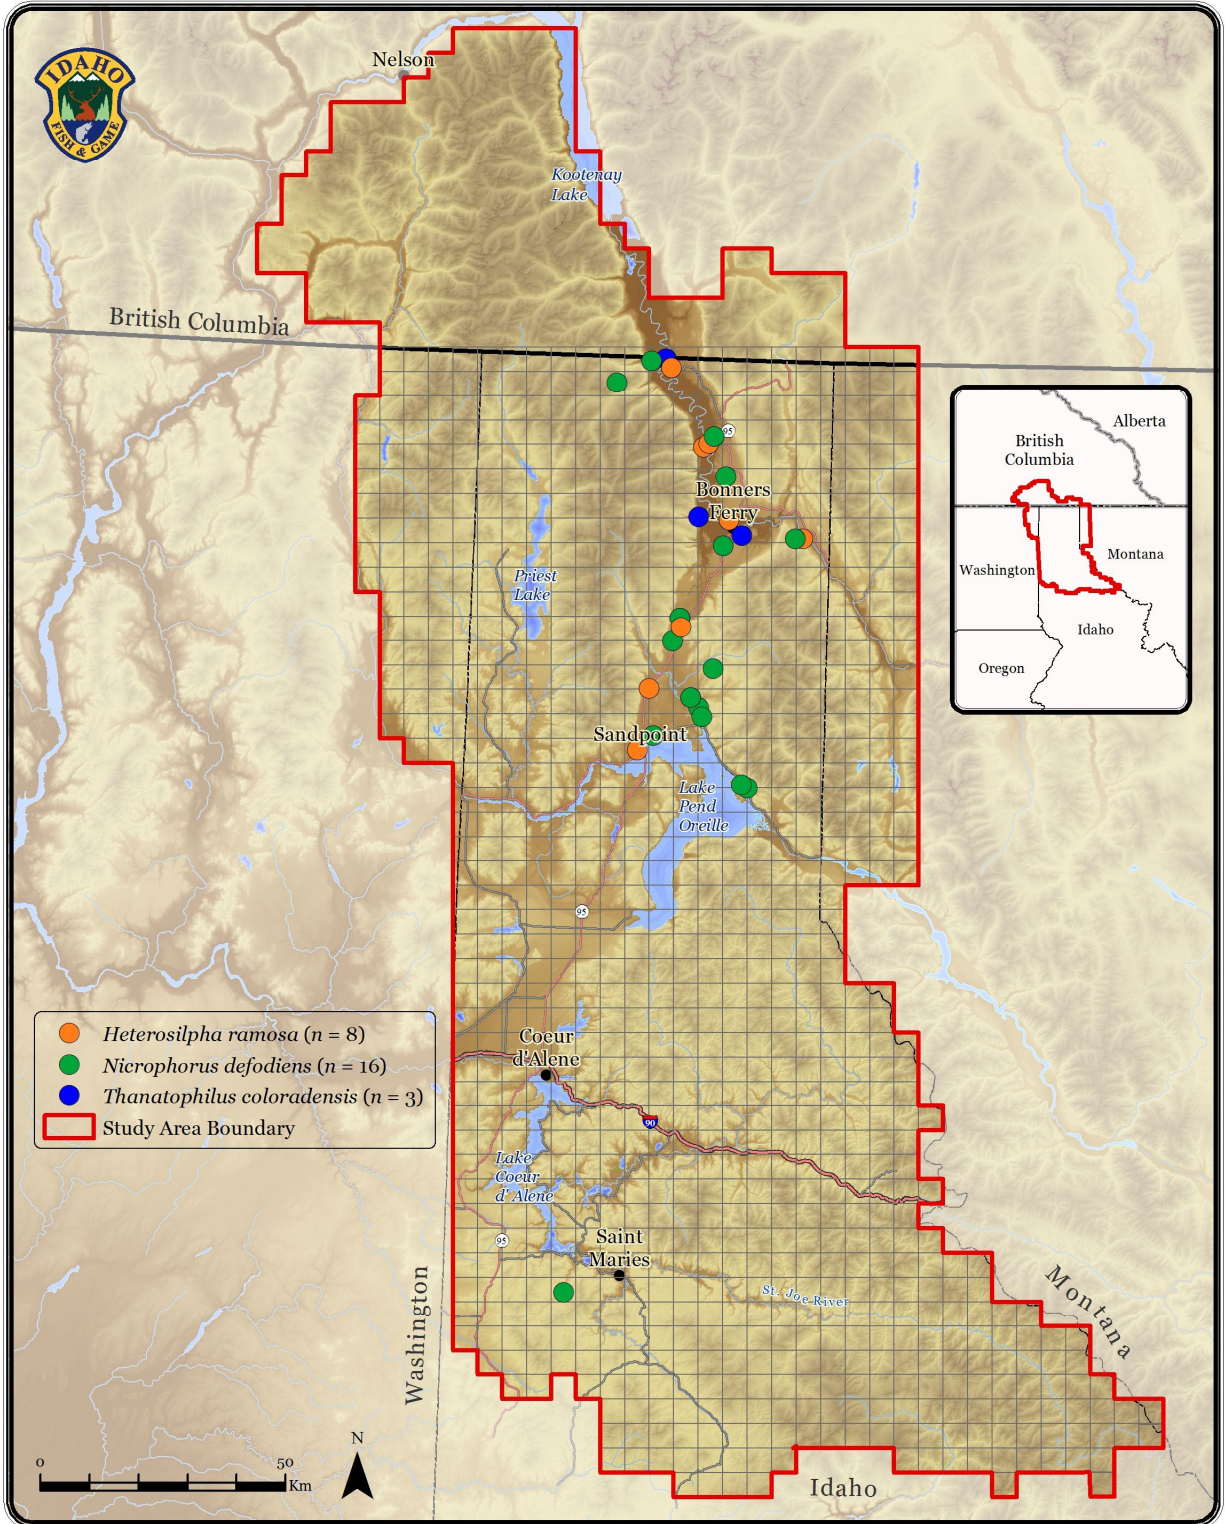 IDAHO
FISH & GAME
Nelson
Kootenay
Lake
British Columbia
95
Bonners
Ferry
Priest
Lake
Alberta
British
Columbia
Washington
Montana
Idaho
Oregon
Sandpoint
Lake
Pend
Oreille
95
Heterosilpha ramosa (n = 8)
Nicrophorus defodiens (n = 16)
Thanatophilus coloradensis (n = 3)
Study Area Boundary
Coeur
d'Alene
90
Lake
Coeur
d' Alene
95
Saint
Maries
St. Joe River
Montana
Washington
Idaho
0 50
Km
N